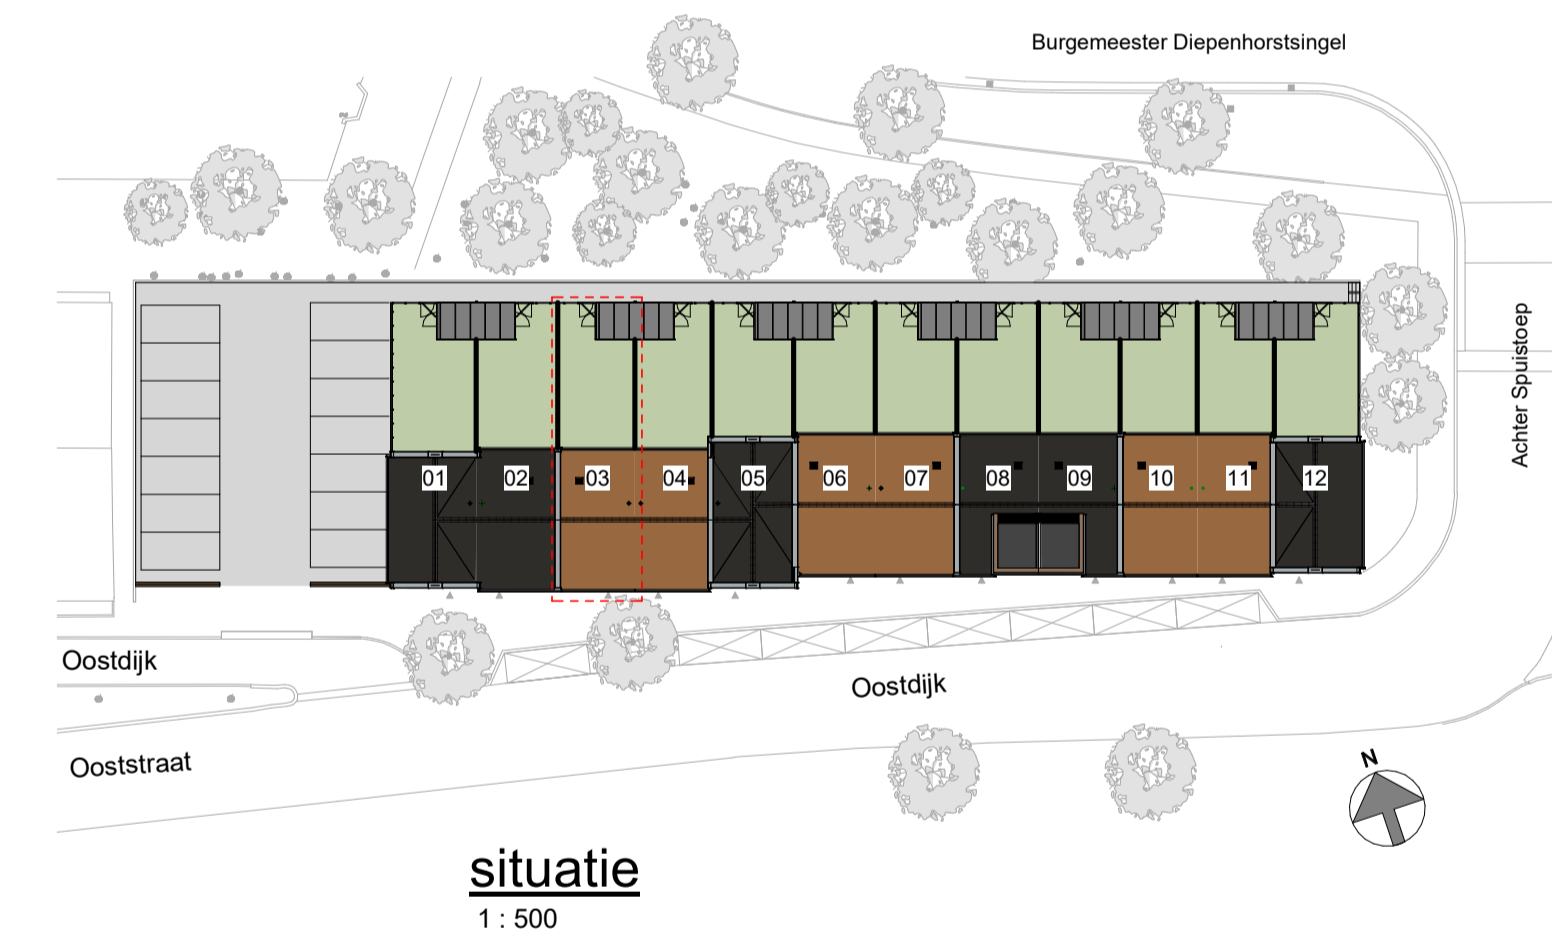 Burgemeester Diepenhorstsingel
Achter Spuistoep
01 02 03 04 05 06 07 08 09 10 11 12
Oostdijk
Oostdijk
Ooststraat
N
situatie
1 : 500